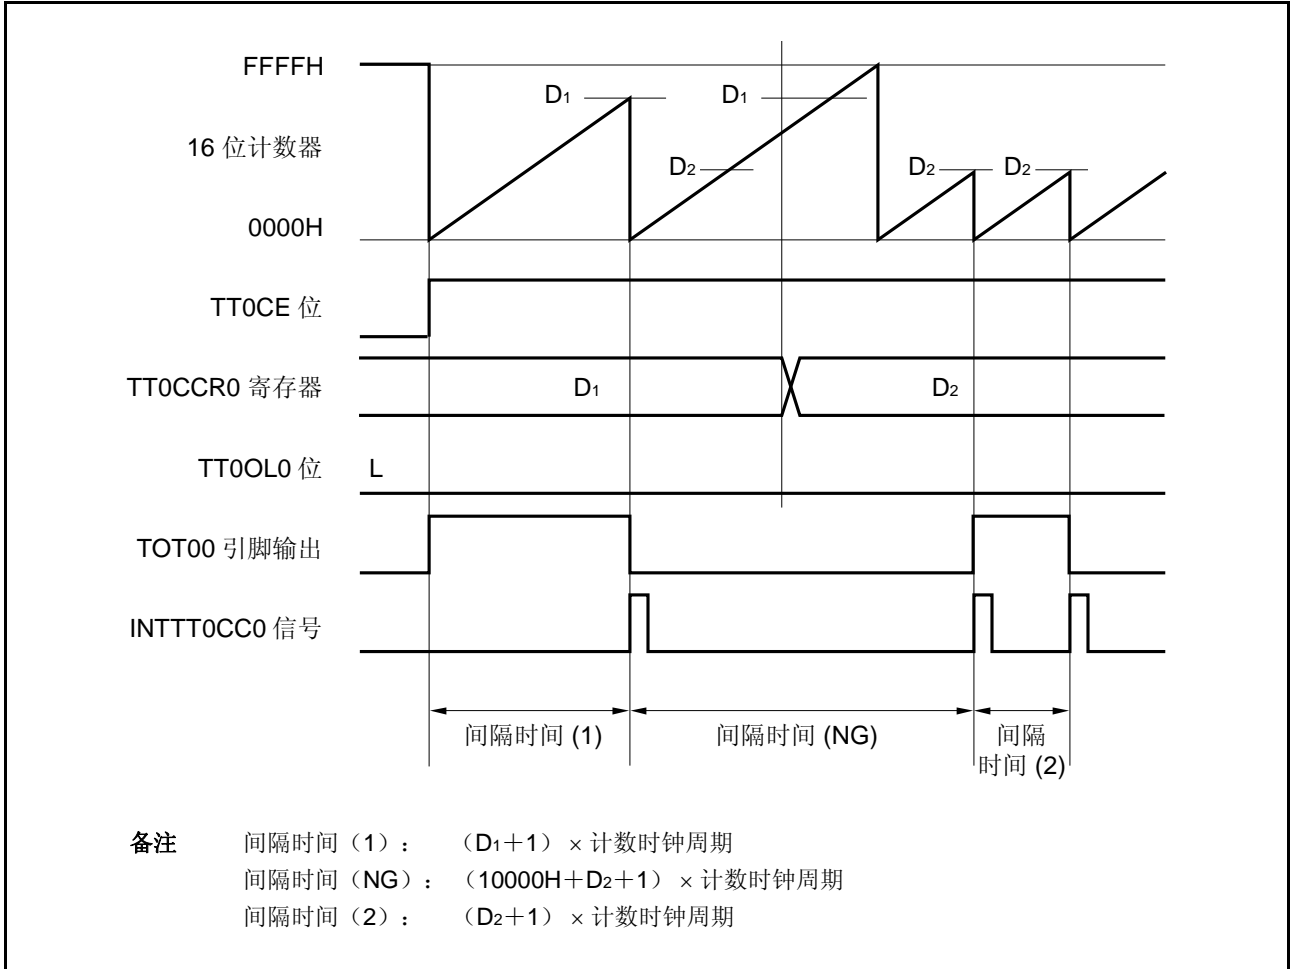 FFFFH
D1
D1
16 位计数器
D2
D2
D2
0000H
TT0CE 位
TT0CCR0 寄存器
D1
D2
TT0OL0 位
L
TOT00 引脚输出
INTTT0CC0 信号
间隔时间 (1)
间隔时间 (NG)
间隔
时间 (2)
备注 间隔时间（1）： （D1＋1）× 计数时钟周期
间隔时间（NG）： （10000H＋D2＋1）× 计数时钟周期
间隔时间（2）： （D2＋1）× 计数时钟周期